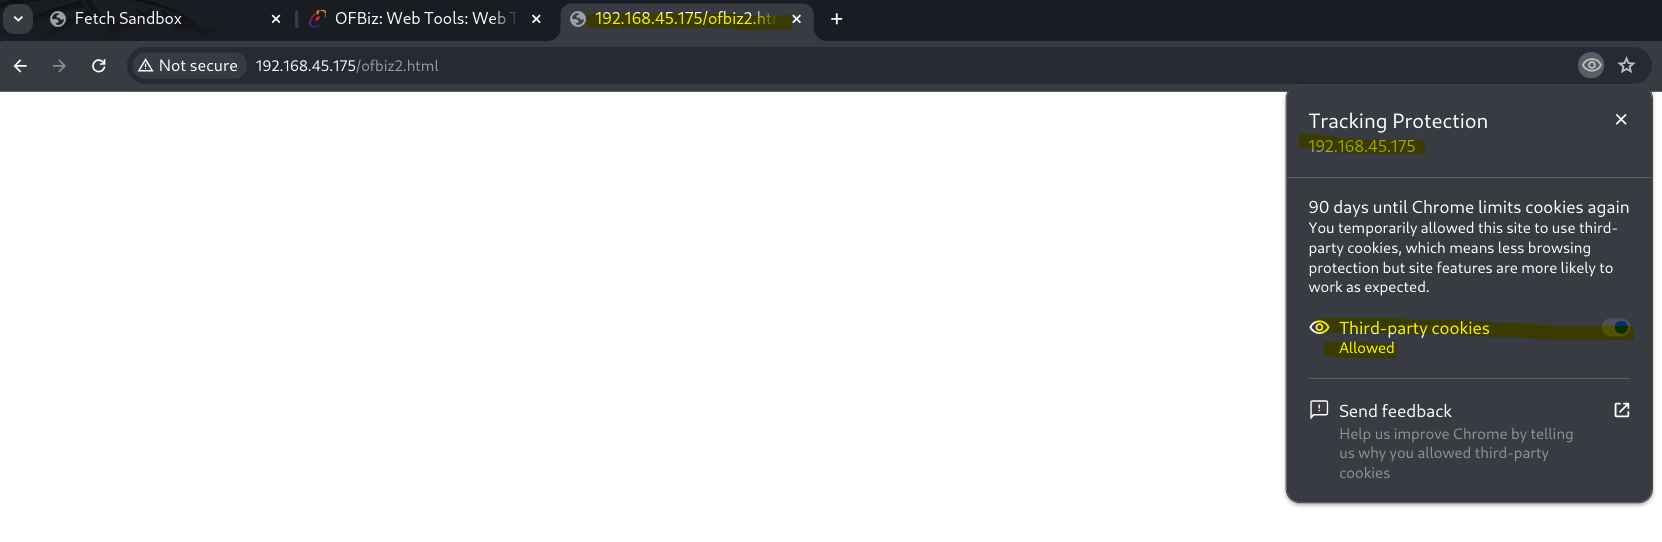 Fetch Sandbox
OFBiz: Web Tools: Web T
192.168.45.175/ofbiz2.htm
Not secure
192.168.45.175/ofbiz2.html
Tracking Protection
192.168.45.175
90 days until Chrome limits cookies again
You temporarily allowed this site to use third-
party cookies, which means less browsing
protection but site features are more likely to
work as expected.
Third-party cookies
Allowed
Send feedback
Help us improve Chrome by telling
us why you allowed third-party
cookies